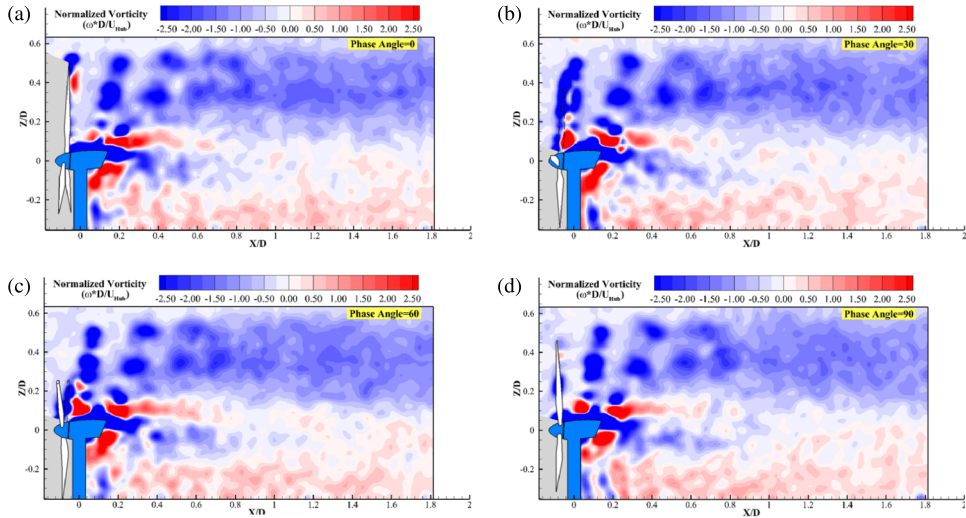 (a)
Normalized Vorticity
(ω*D/U_Hub)
-2.50 -2.00 -1.50 -1.00 -0.50 0.00 0.50 1.00 1.50 2.00 2.50
Phase Angle=0
0.6
0.4
0.2
0
-0.2
Z/D
0 0.2 0.4 0.6 0.8 1 1.2 1.4 1.6 1.8 2
X/D
(b)
Normalized Vorticity
(ω*D/U_Hub)
-2.50 -2.00 -1.50 -1.00 -0.50 0.00 0.50 1.00 1.50 2.00 2.50
Phase Angle=30
0.6
0.4
0.2
0
-0.2
Z/D
0 0.2 0.4 0.6 0.8 1 1.2 1.4 1.6 1.8 2
X/D
(c)
Normalized Vorticity
(ω*D/U_Hub)
-2.50 -2.00 -1.50 -1.00 -0.50 0.00 0.50 1.00 1.50 2.00 2.50
Phase Angle=60
0.6
0.4
0.2
0
-0.2
Z/D
0 0.2 0.4 0.6 0.8 1 1.2 1.4 1.6 1.8 2
X/D
(d)
Normalized Vorticity
(ω*D/U_Hub)
-2.50 -2.00 -1.50 -1.00 -0.50 0.00 0.50 1.00 1.50 2.00 2.50
Phase Angle=90
0.6
0.4
0.2
0
-0.2
Z/D
0 0.2 0.4 0.6 0.8 1 1.2 1.4 1.6 1.8 2
X/D